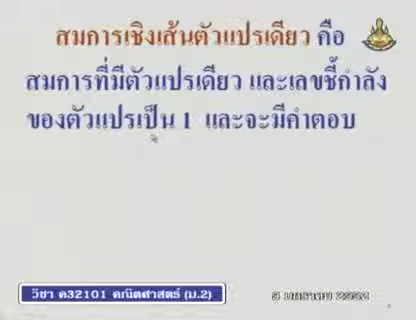 สมการเชิงเส้นตัวแปรเดียว คือ
สมการที่มีตัวแปรเดียว และเลขชี้กำลัง
ของตัวแปรเป็น 1 และจะมีคำตอบ
วิชา ค32101 คณิตศาสตร์ (ม.2)